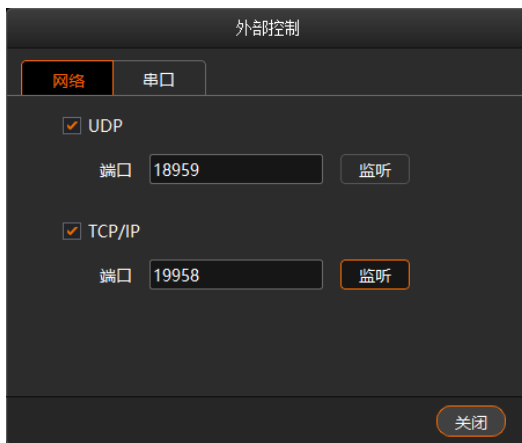 外部控制
网络 串口
UDP
端口 18959 监听
TCP/IP
端口 19958 监听
关闭